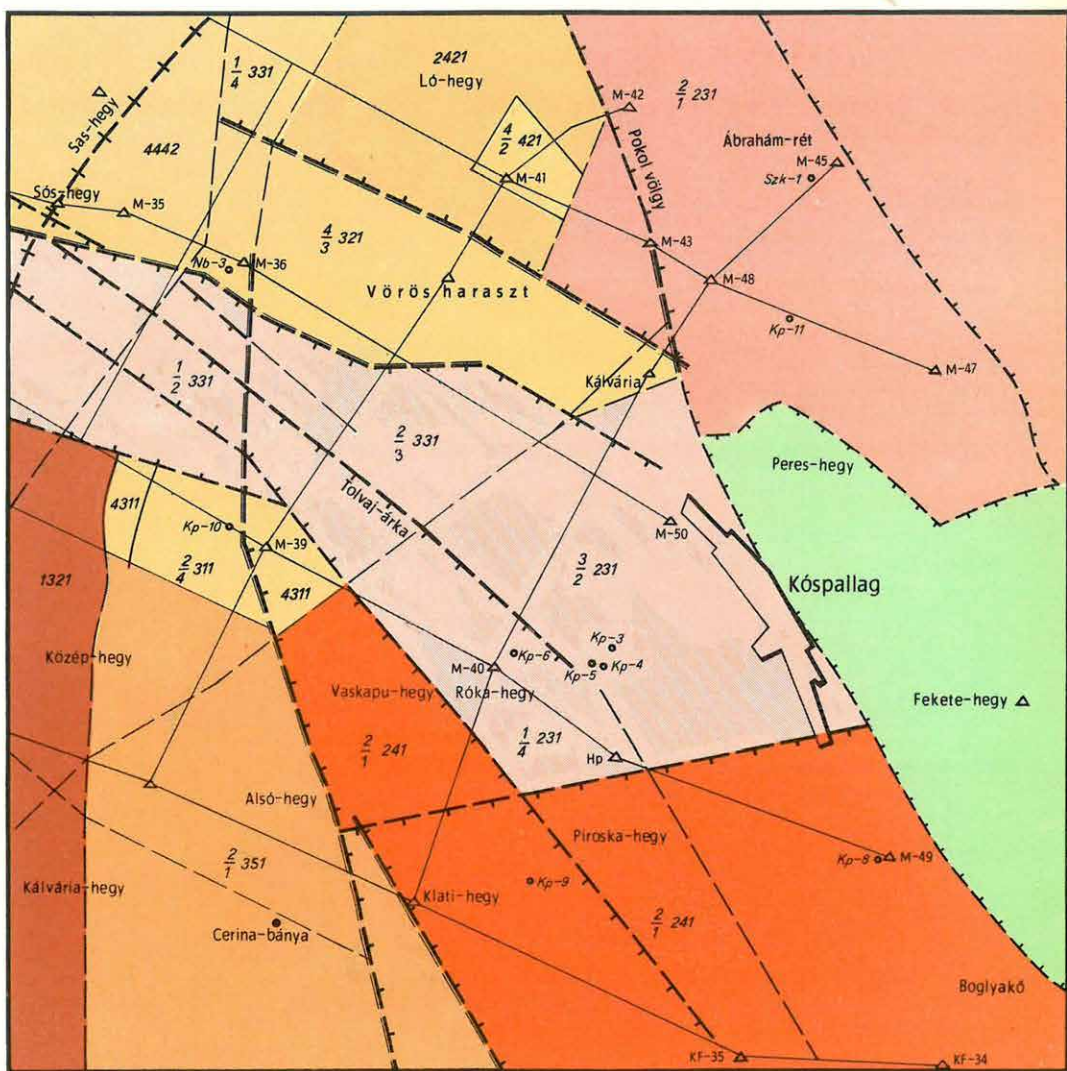 2421
Ló-hegy
1/4 331
2/1 231
M-42
Sas-hegy
4/2 421
Pokol völgy
Ábrahám-rét
4442
M-45
Szk-1
M-41
Sós-hegy
M-35
4/3 321
M-43
Nb-3
M-36
Vörös haraszt
M-48
Kp-11
Kálvária
M-47
1/2 331
2/3 331
Peres-hegy
4311
Tolvaj-árka
Kp-10
M-50
M-39
2/4 311
3/2 231
1321
4311
Kóspallag
Kp-3
Közép-hegy
Kp-6
M-40
Kp-5
Kp-4
Vaskapu-hegy
Róka-hegy
Fekete-hegy
1/4 231
2/1 241
Hp
Alsó-hegy
Piroska-hegy
2/1 351
Kp-8
M-49
Kálvária-hegy
Klati-hegy
Kp-9
2/1 241
Cerina-bánya
Boglyakő
KF-35
KF-34